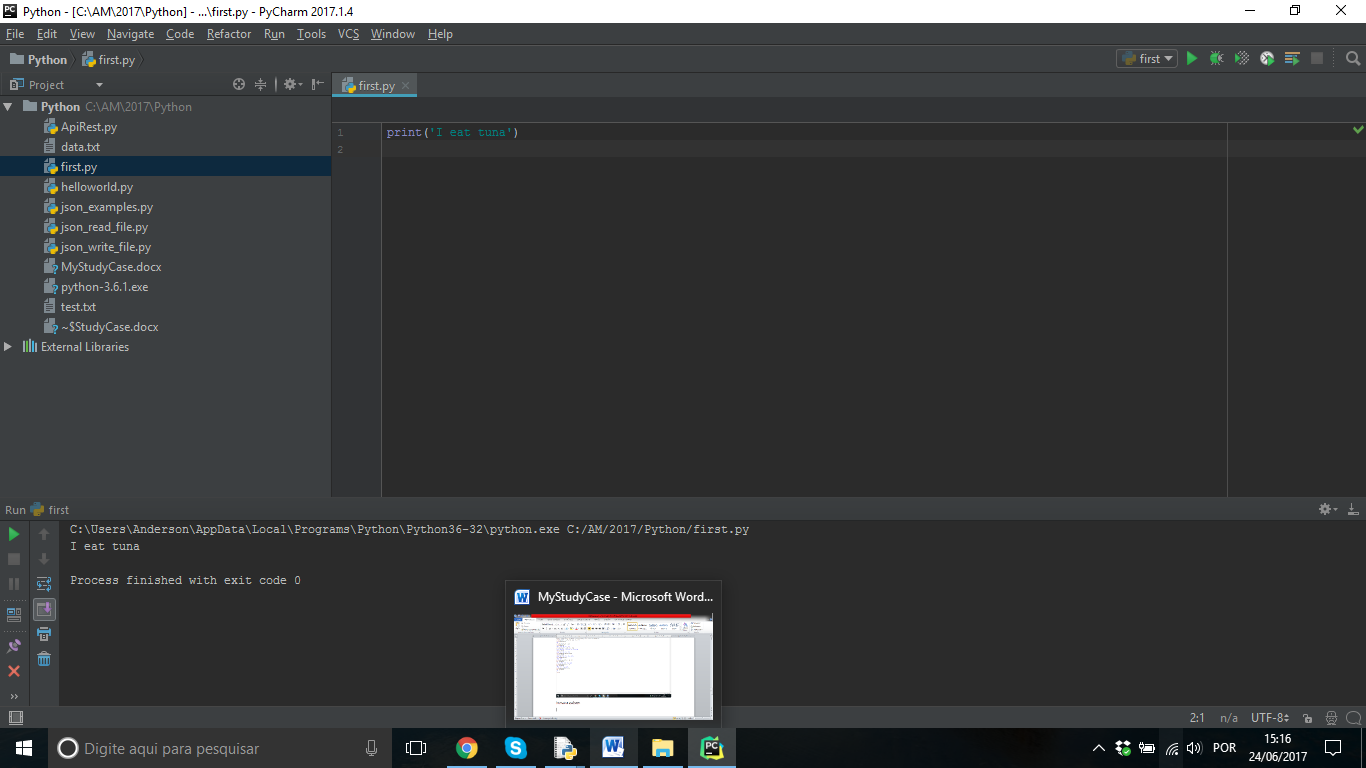 Python - [C:\AM\2017\Python] - ...\first.py - PyCharm 2017.1.4
File Edit View Navigate Code Refactor Run Tools VCS Window Help
Python first.py first
Project first.py
Python C:\AM\2017\Python
ApiRest.py
data.txt
first.py
helloworld.py
json_examples.py
json_read_file.py
json_write_file.py
MyStudyCase.docx
python-3.6.1.exe
test.txt
~$StudyCase.docx
External Libraries
1 print('I eat tuna')
2
Run first
C:\Users\Anderson\AppData\Local\Programs\Python\Python36-32\python.exe C:/AM/2017/Python/first.py
I eat tuna
Process finished with exit code 0
MyStudyCase - Microsoft Word...
2:1 n/a UTF-8
Digite aqui para pesquisar
POR
15:16
24/06/2017